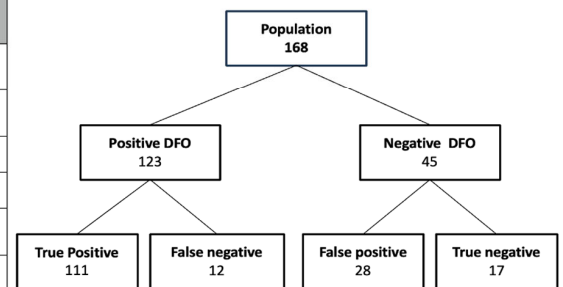 Population
168
Positive DFO
123
Negative DFO
45
True Positive
111
False negative
12
False positive
28
True negative
17